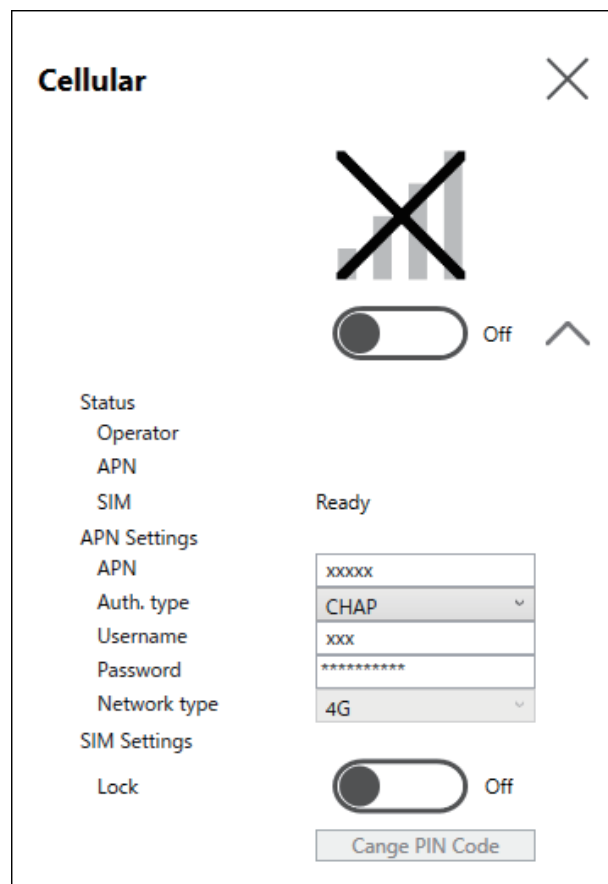 Cellular
Off
Status
Operator
APN
SIM Ready
APN Settings
APN xxxxx
Auth. type CHAP
Username xxx
Password **********
Network type 4G
SIM Settings
Lock Off
Cange PIN Code